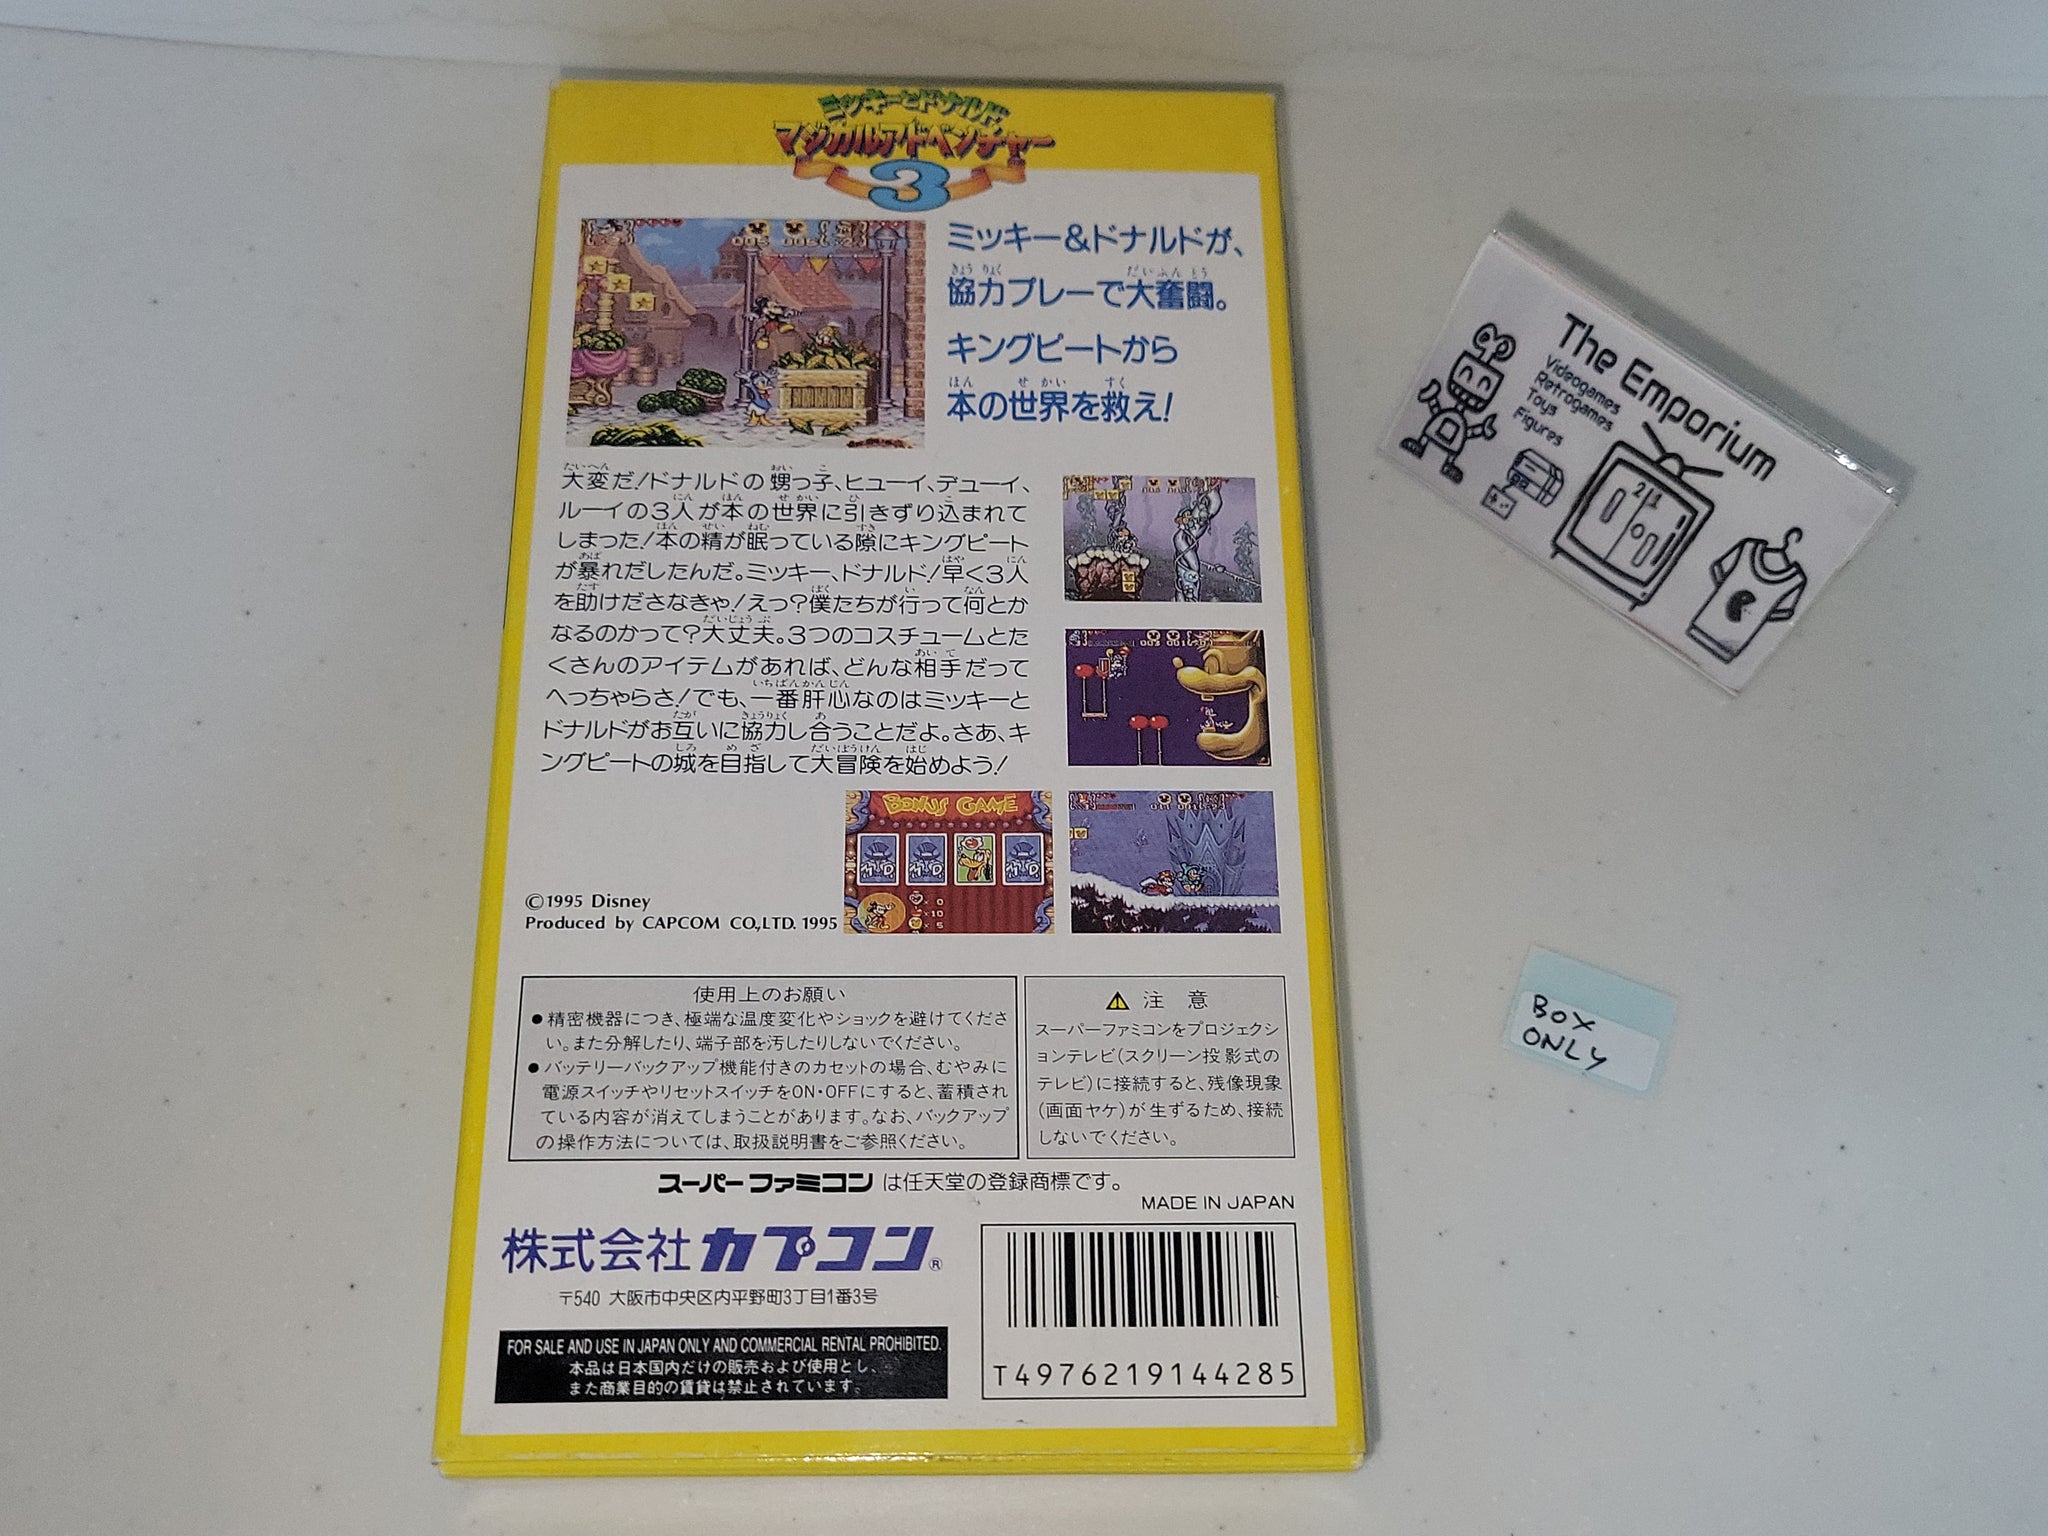 ミッキーとドナルド
マジカルアドベンチャー
3
ミッキー&ドナルドが、
協力プレーで大奮闘。
キングピートから
本の世界を救え!
大変だ!ドナルドの甥っ子、ヒューイ、デューイ、
ルーイの3人が本の世界に引きずり込まれて
しまった!本の精が眠っている隙にキングピート
が暴れだしたんだ。ミッキー、ドナルド!早く3人
を助けださなきゃ!えっ?僕たちが行って何とか
なるのかって?大丈夫。3つのコスチュームとた
くさんのアイテムがあれば、どんな相手だって
へっちゃらさ!でも、一番肝心なのはミッキーと
ドナルドがお互いに協力し合うことだよ。さあ、キ
ングピートの城を目指して大冒険を始めよう!
BONUS GAME
©1995 Disney
Produced by CAPCOM CO.,LTD. 1995
使用上のお願い
●精密機器につき、極端な温度変化やショックを避けてくださ
い。また分解したり、端子部を汚したりしないでください。
●バッテリーバックアップ機能付きのカセットの場合、むやみに
電源スイッチやリセットスイッチをON・OFFにすると、蓄積され
ている内容が消えてしまうことがあります。なお、バックアップ
の操作方法については、取扱説明書をご参照ください。
注 意
スーパーファミコンをプロジェクシ
ョンテレビ(スクリーン投影式の
テレビ)に接続すると、残像現象
(画面ヤケ)が生ずるため、接続
しないでください。
スーパーファミコンは任天堂の登録商標です。
MADE IN JAPAN
株式会社カプコン®
〒540 大阪市中央区内平野町3丁目1番3号
FOR SALE AND USE IN JAPAN ONLY AND COMMERCIAL RENTAL PROHIBITED.
本品は日本国内だけの販売および使用とし、
また商業目的の賃貸は禁止されています。
T4976219144285
The Emporium
Videogames
Retrogames
Toys
Figures
21
BOX
ONLY